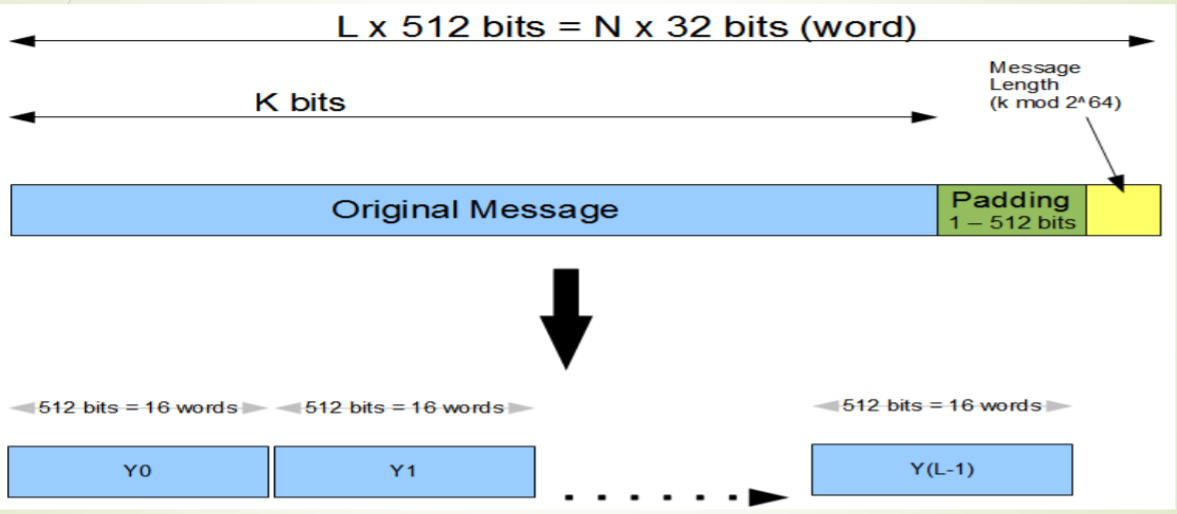 L x 512 bits = N x 32 bits (word)
Message
Length
(k mod 2^64)
K bits
Original Message
Padding
1 – 512 bits
512 bits = 16 words
512 bits = 16 words
512 bits = 16 words
Y0
Y1
Y(L-1)